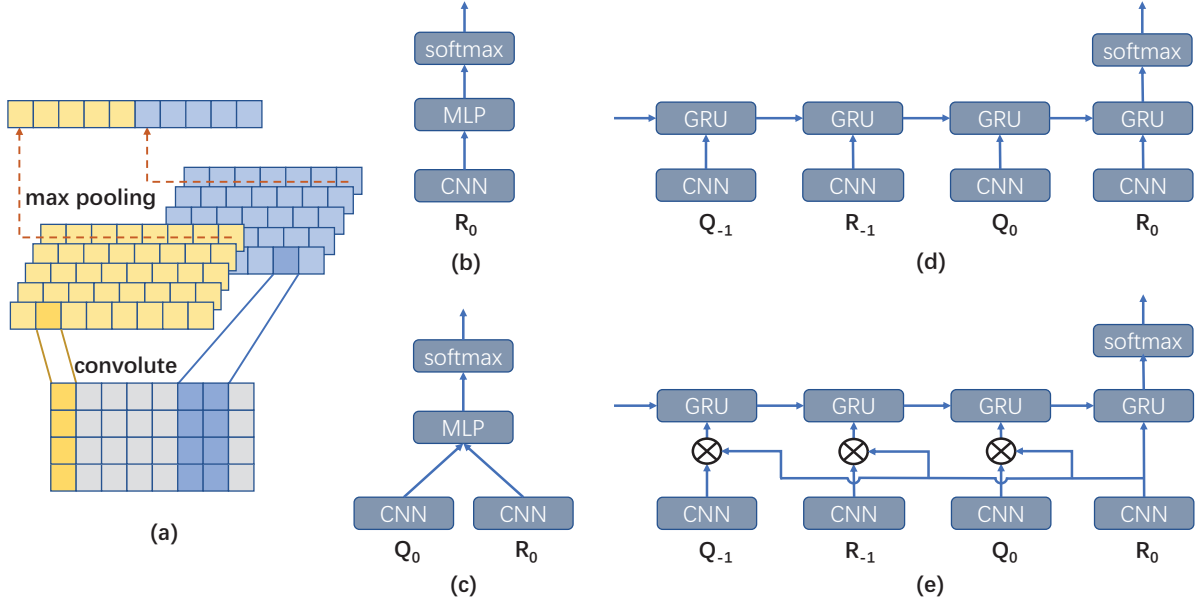 max pooling
convolute
(a)
softmax
MLP
CNN
R₀
(b)
softmax
MLP
CNN CNN
Q₀ R₀
(c)
softmax
GRU GRU GRU GRU
CNN CNN CNN CNN
Q₋₁ R₋₁ Q₀ R₀
(d)
softmax
GRU GRU GRU GRU
CNN CNN CNN CNN
Q₋₁ R₋₁ Q₀ R₀
(e)